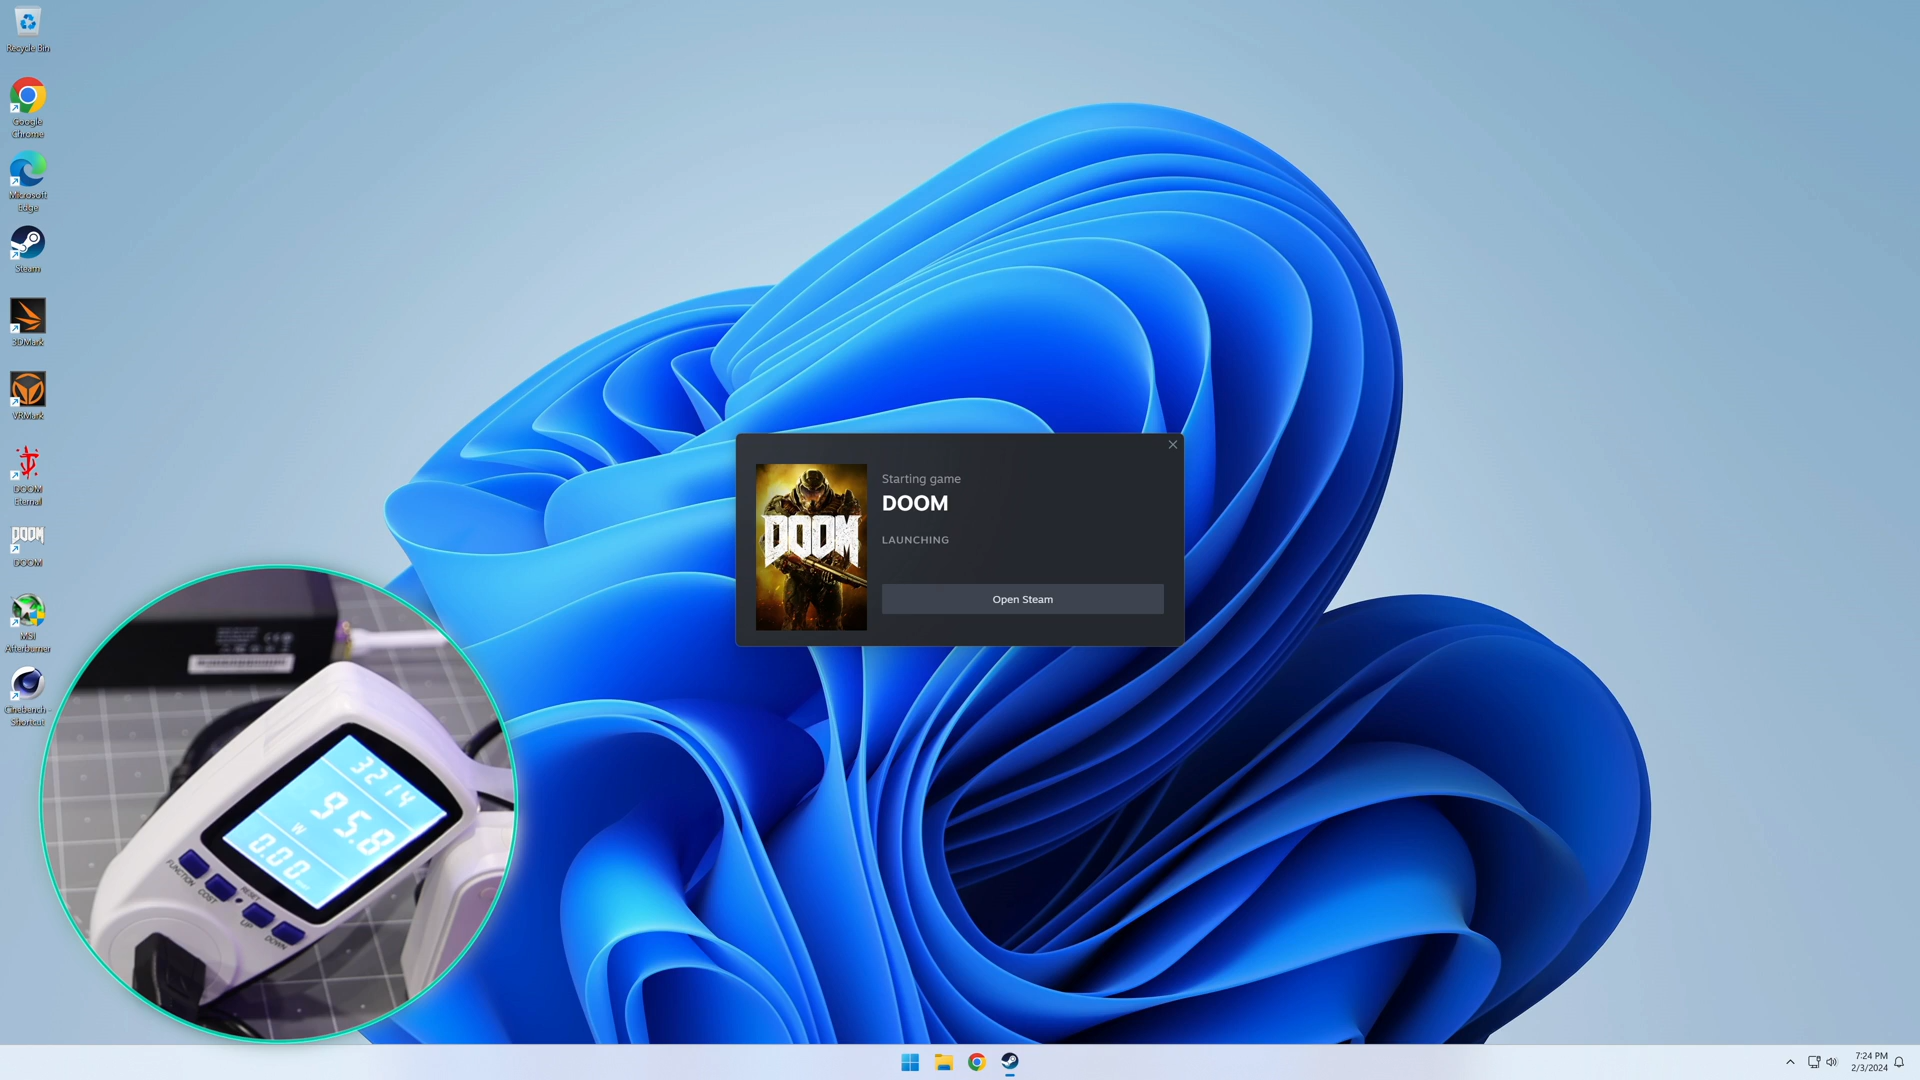 Recycle Bin
Google
Chrome
Microsoft
Edge
Steam
3DMark
VRMark
DOOM
Eternal
DOOM
DOOM
MSI
Afterburner
Cinebench -
Shortcut
Starting game
DOOM
LAUNCHING
DOOM
Open Steam
3214
95.8
W
0.00
FUNCTION
COST
RESET
UP
DOWN
7:24 PM
2/3/2024